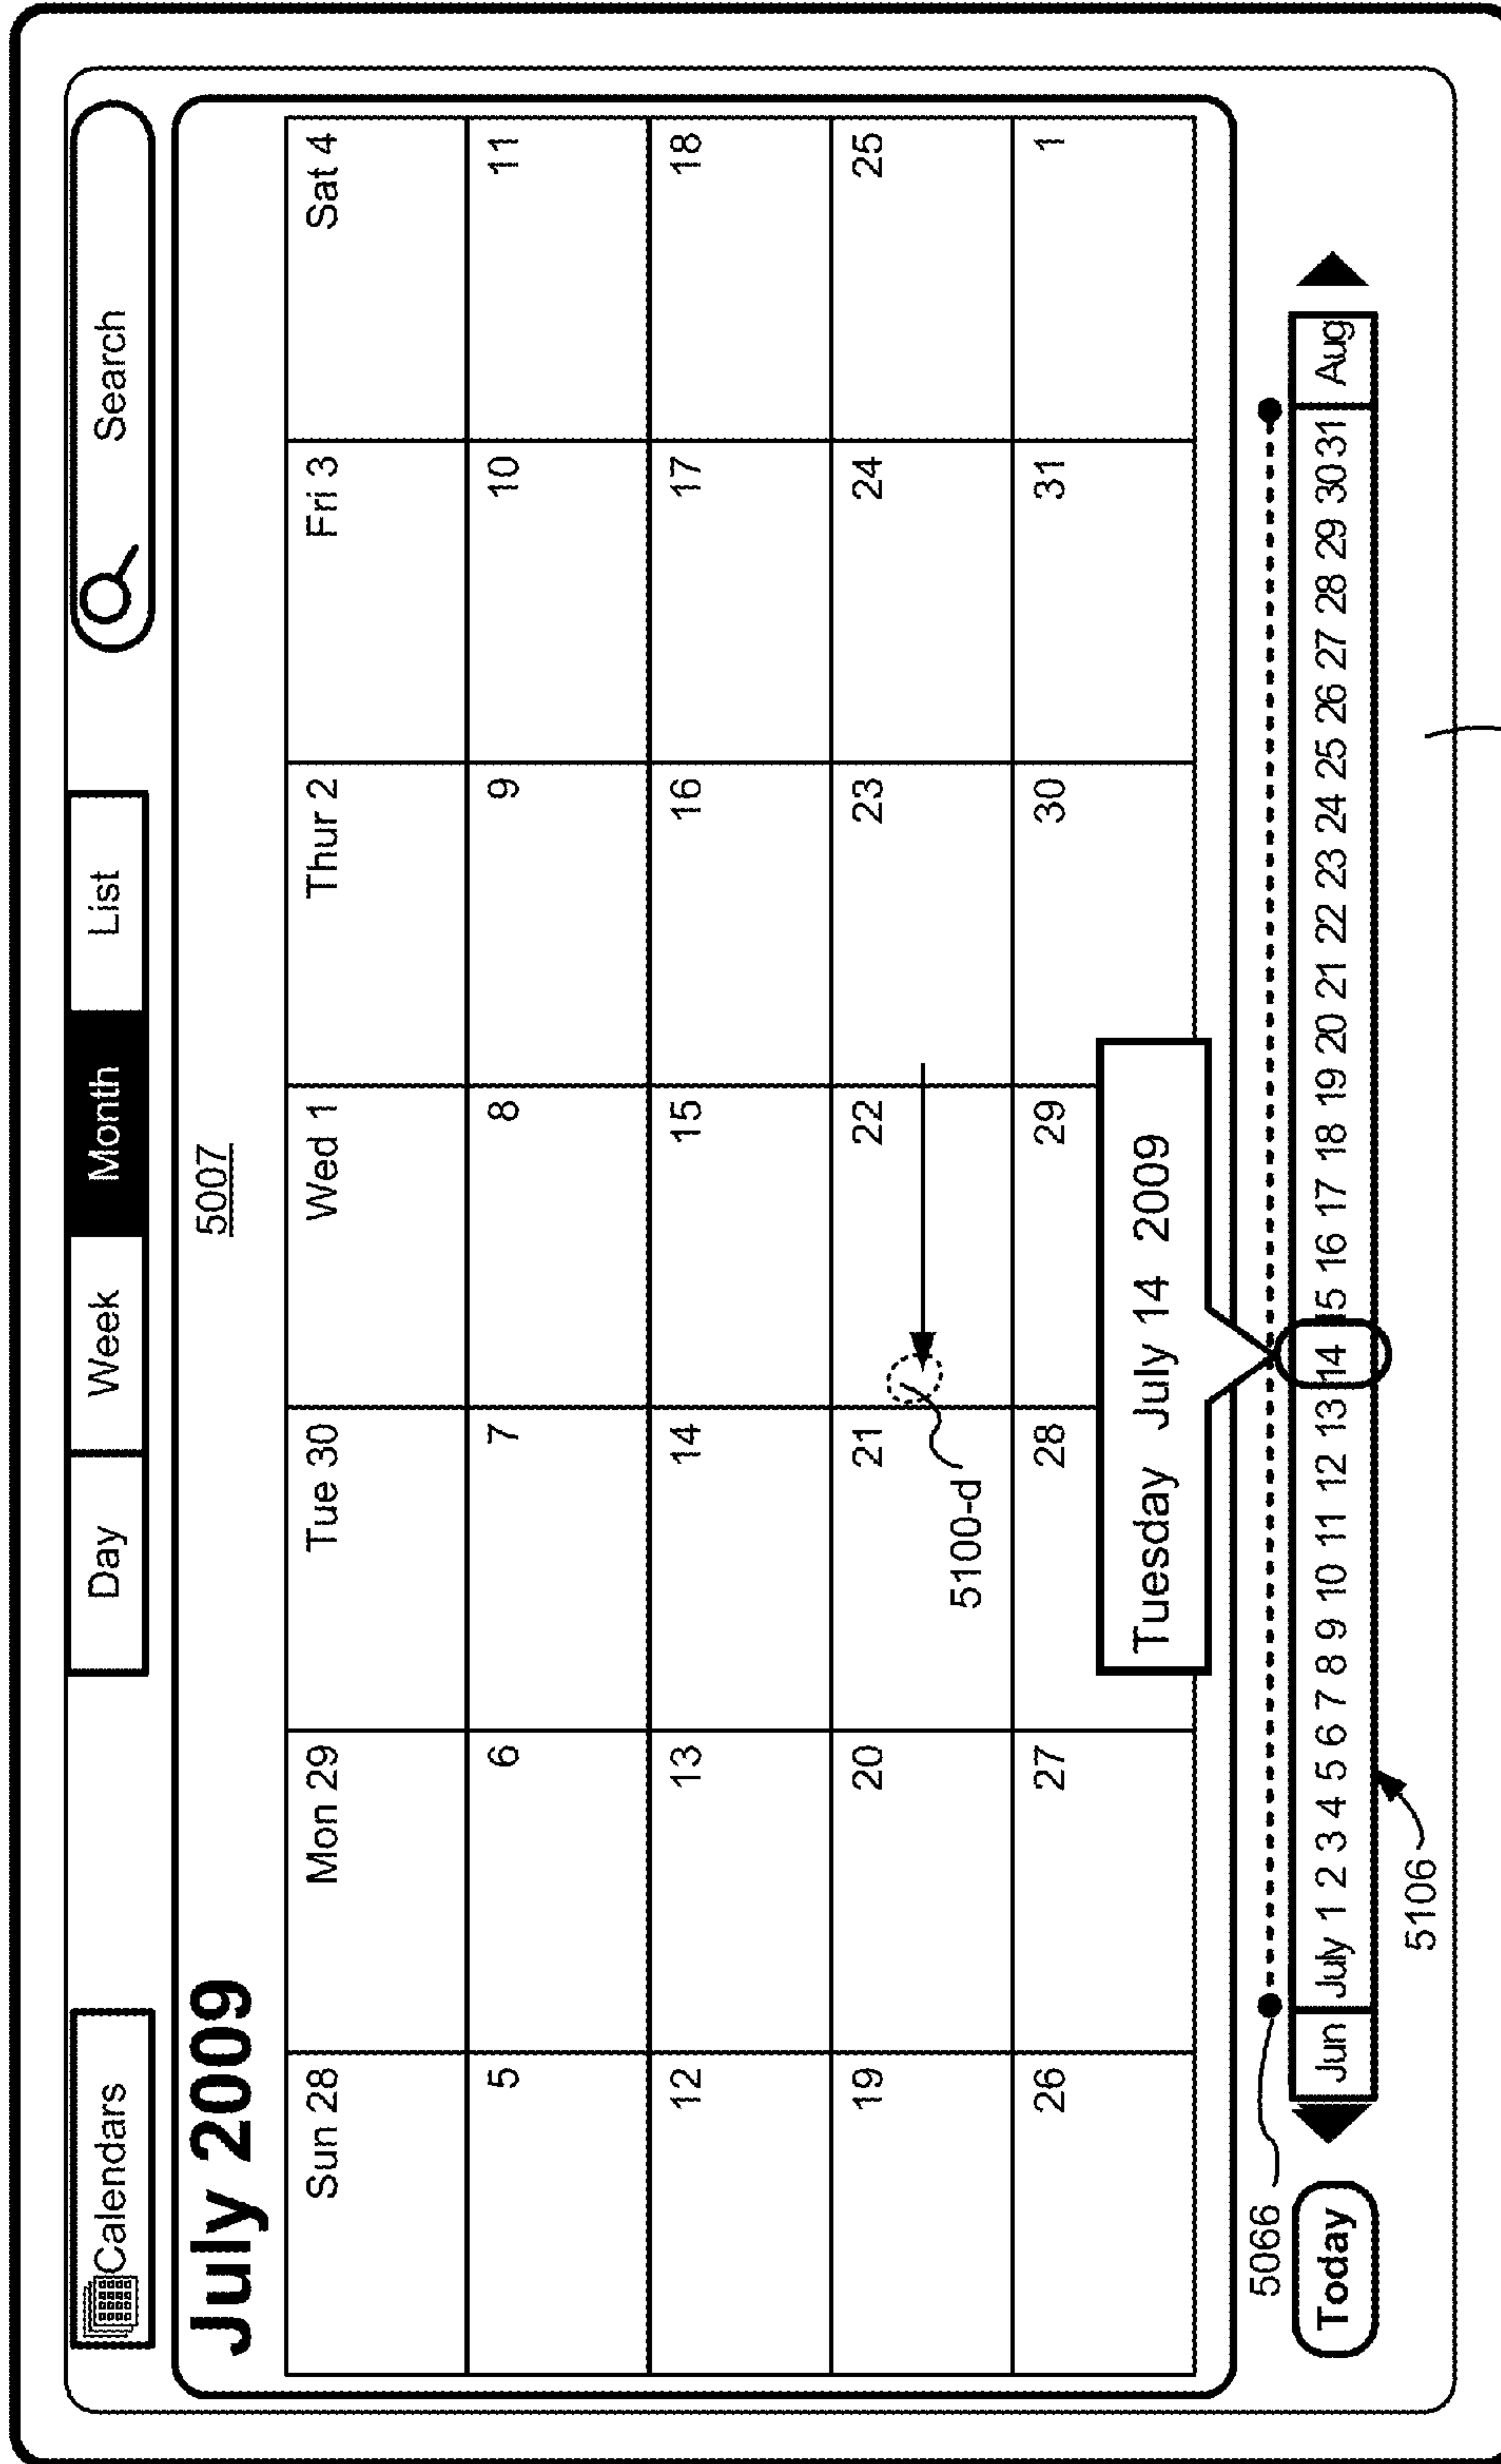 Calendars Day Week Month List Search
July 2009 5007
Sun 28 Mon 29 Tue 30 Wed 1 Thur 2 Fri 3 Sat 4
5 6 7 8 9 10 11
12 13 14 15 16 17 18
19 20 21 22 23 24 25
5100-d
26 27 28 29 30 31 1
Tuesday July 14 2009
5066
Today Jun July 1 2 3 4 5 6 7 8 9 10 11 12 13 14 15 16 17 18 19 20 21 22 23 24 25 26 27 28 29 30 31 Aug
5106